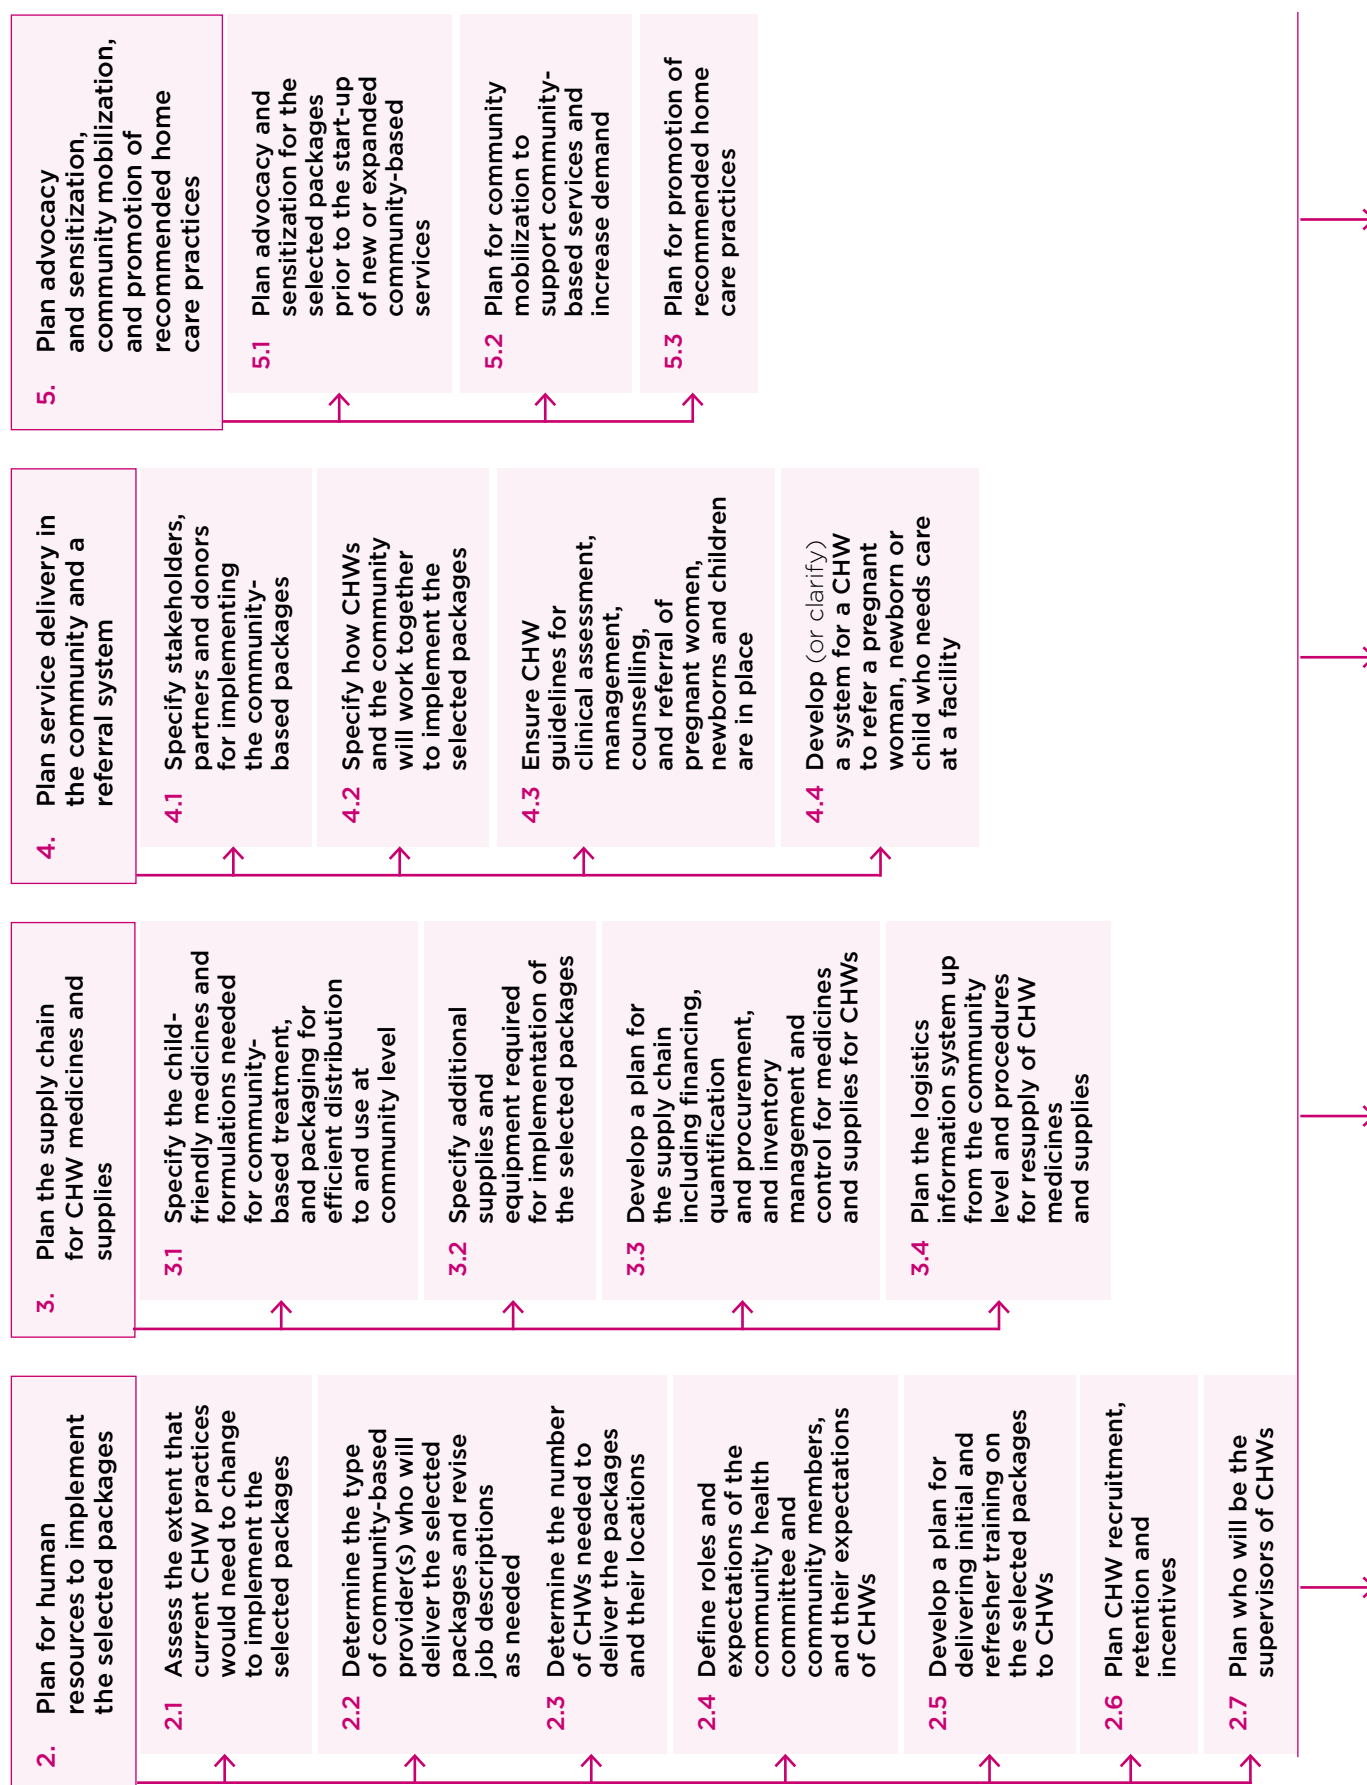 2. Plan for human
resources to implement
the selected packages
2.1 Assess the extent that
current CHW practices
would need to change
to implement the
selected packages
2.2 Determine the type
of community-based
provider(s) who will
deliver the selected
packages and revise
job descriptions
as needed
2.3 Determine the number
of CHWs needed to
deliver the packages
and their locations
2.4 Define roles and
expectations of the
community health
committee and
community members,
and their expectations
of CHWs
2.5 Develop a plan for
delivering initial and
refresher training on
the selected packages
to CHWs
2.6 Plan CHW recruitment,
retention and
incentives
2.7 Plan who will be the
supervisors of CHWs
3. Plan the supply chain
for CHW medicines and
supplies
3.1 Specify the child-
friendly medicines and
formulations needed
for community-
based treatment,
and packaging for
efficient distribution
to and use at
community level
3.2 Specify additional
supplies and
equipment required
for implementation of
the selected packages
3.3 Develop a plan for
the supply chain
including financing,
quantification
and procurement,
and inventory
management and
control for medicines
and supplies for CHWs
3.4 Plan the logistics
information system up
from the community
level and procedures
for resupply of CHW
medicines
and supplies
4. Plan service delivery in
the community and a
referral system
4.1 Specify stakeholders,
partners and donors
for implementing
the community-
based packages
4.2 Specify how CHWs
and the community
will work together
to implement the
selected packages
4.3 Ensure CHW
guidelines for
clinical assessment,
management,
counselling,
and referral of
pregnant women,
newborns and children
are in place
4.4 Develop (or clarify)
a system for a CHW
to refer a pregnant
woman, newborn or
child who needs care
at a facility
5. Plan advocacy
and sensitization,
community mobilization,
and promotion of
recommended home
care practices
5.1 Plan advocacy and
sensitization for the
selected packages
prior to the start-up
of new or expanded
community-based
services
5.2 Plan for community
mobilization to
support community-
based services and
increase demand
5.3 Plan for promotion of
recommended home
care practices